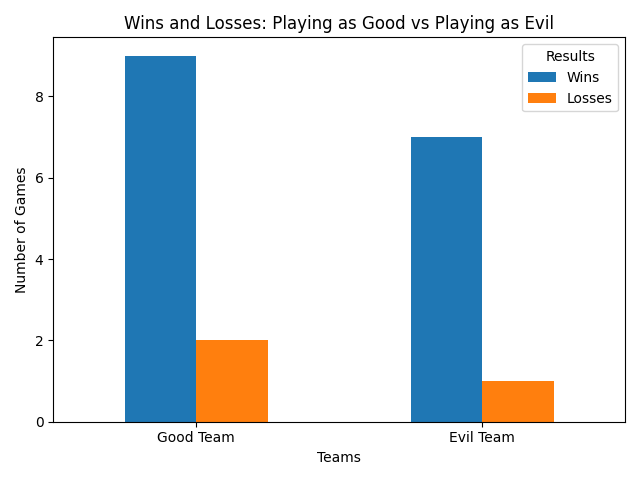 Wins and Losses: Playing as Good vs Playing as Evil
Results
Wins
Losses
Number of Games
8
6
4
2
0
Good Team
Evil Team
Teams